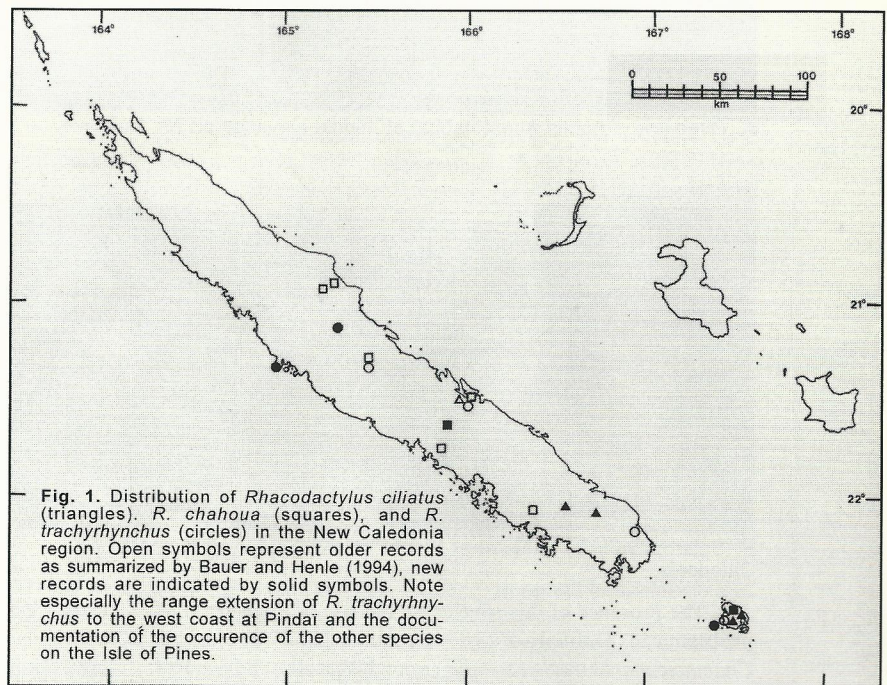 164° 165° 166° 167° 168°
0 50 100
km
20°
21°
22°
Fig. 1. Distribution of Rhacodactylus ciliatus
(triangles). R. chahoua (squares), and R.
trachyrhynchus (circles) in the New Caledonia
region. Open symbols represent older records
as summarized by Bauer and Henle (1994), new
records are indicated by solid symbols. Note
especially the range extension of R. trachyrhny-
chus to the west coast at Pindaï and the docu-
mentation of the occurence of the other species
on the Isle of Pines.